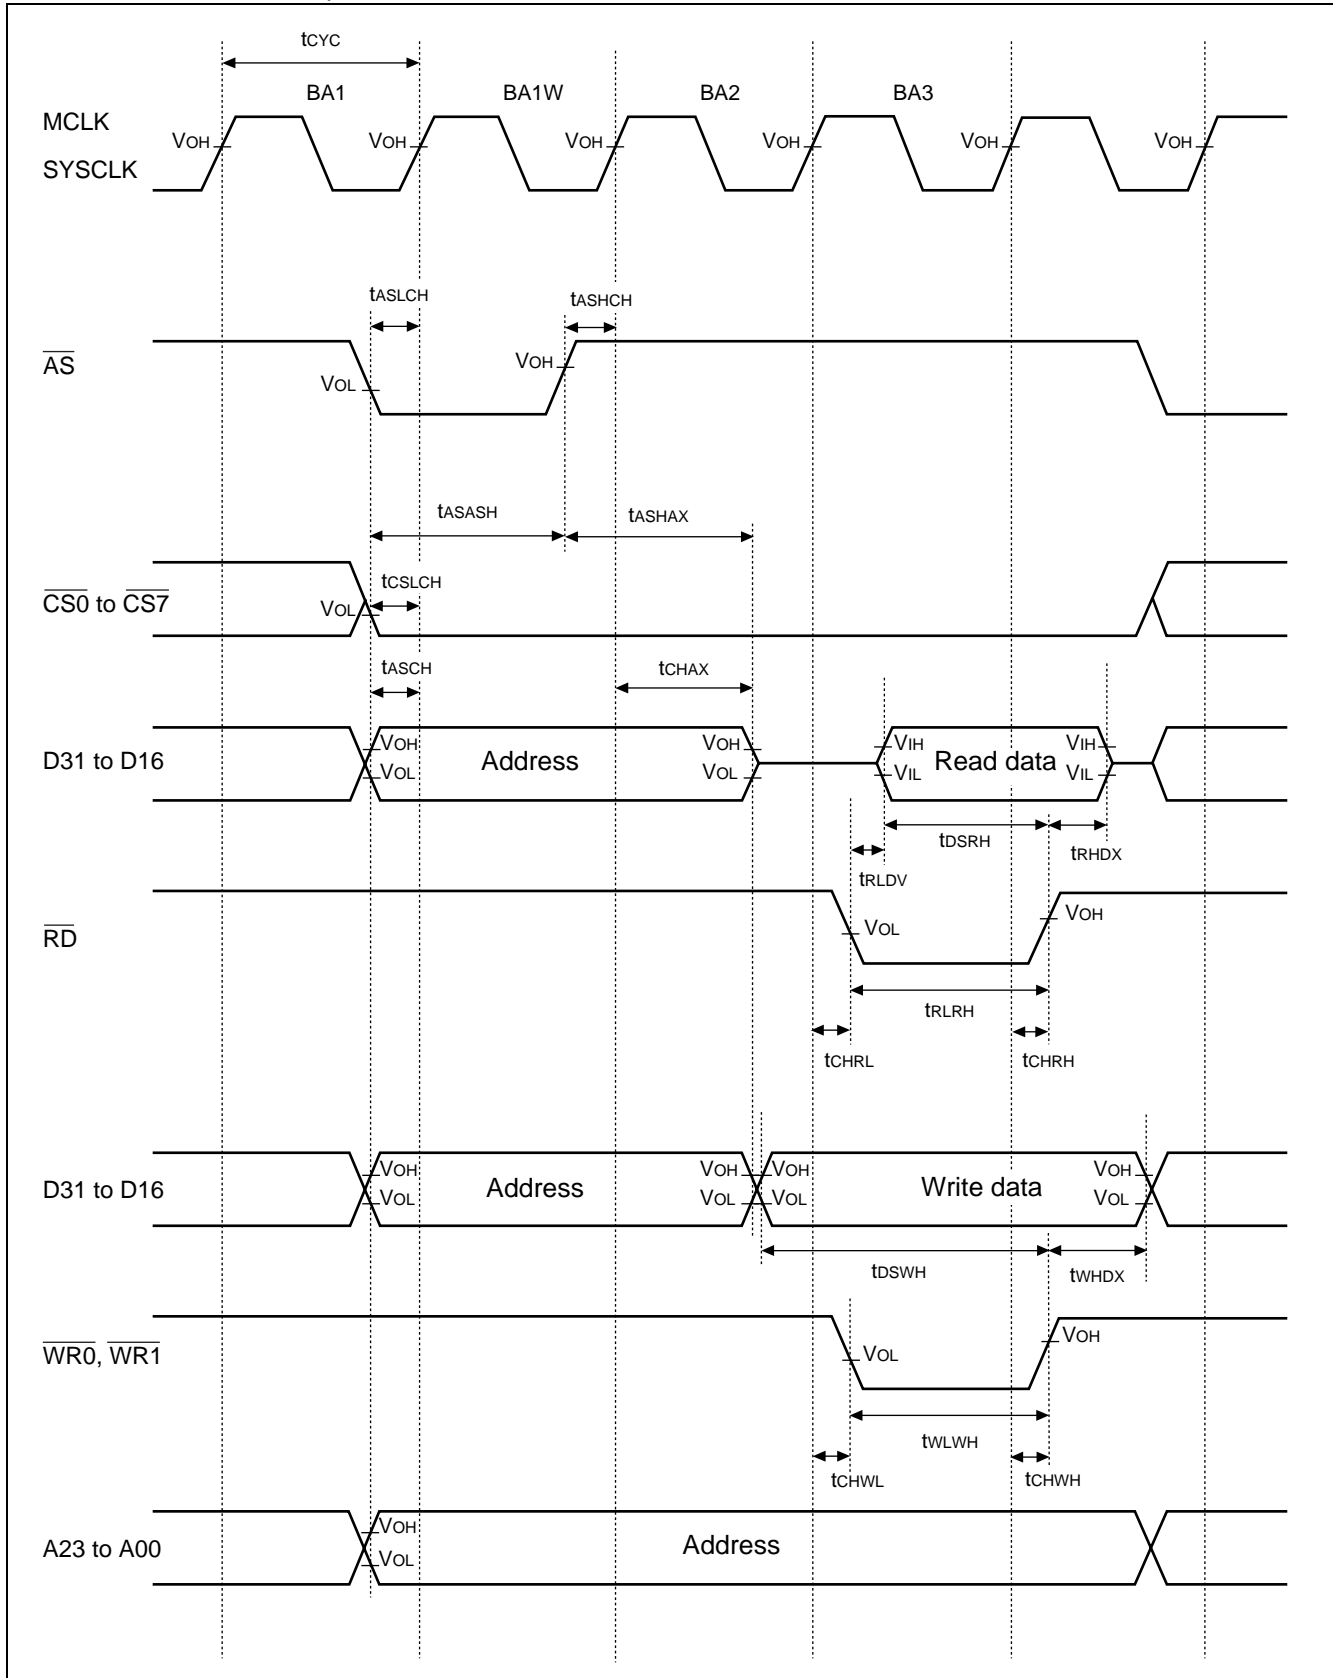 tCYC
BA1 BA1W BA2 BA3
MCLK
VOH VOH VOH VOH VOH VOH
SYSCLK
tASLCH tASHCH
AS
VOH
VOL
tASASH tASHAX
CS0 to CS7
tCSLCH
VOL
tASCH tCHAX
D31 to D16
VOH Address VOH VIH Read data VIH
VOL VOL VIL VIL
tDSRH tRHDX
tRLDV
RD
VOL VOH
tRLRH
tCHRL tCHRH
D31 to D16
VOH Address VOH VOH Write data VOH
VOL VOL VOL VOL
tDSWH tWHDX
WR0, WR1
VOL VOH
tWLWH
tCHWL tCHWH
A23 to A00
VOH Address
VOL